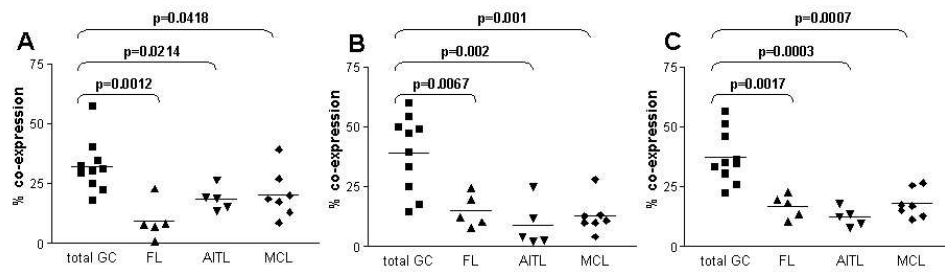 A
p=0.0418
p=0.0214
p=0.0012
% co-expression
75
50
25
0
total GC FL AITL MCL
B
p=0.001
p=0.002
p=0.0067
% co-expression
75
50
25
0
total GC FL AITL MCL
C
p=0.0007
p=0.0003
p=0.0017
% co-expression
75
50
25
0
total GC FL AITL MCL